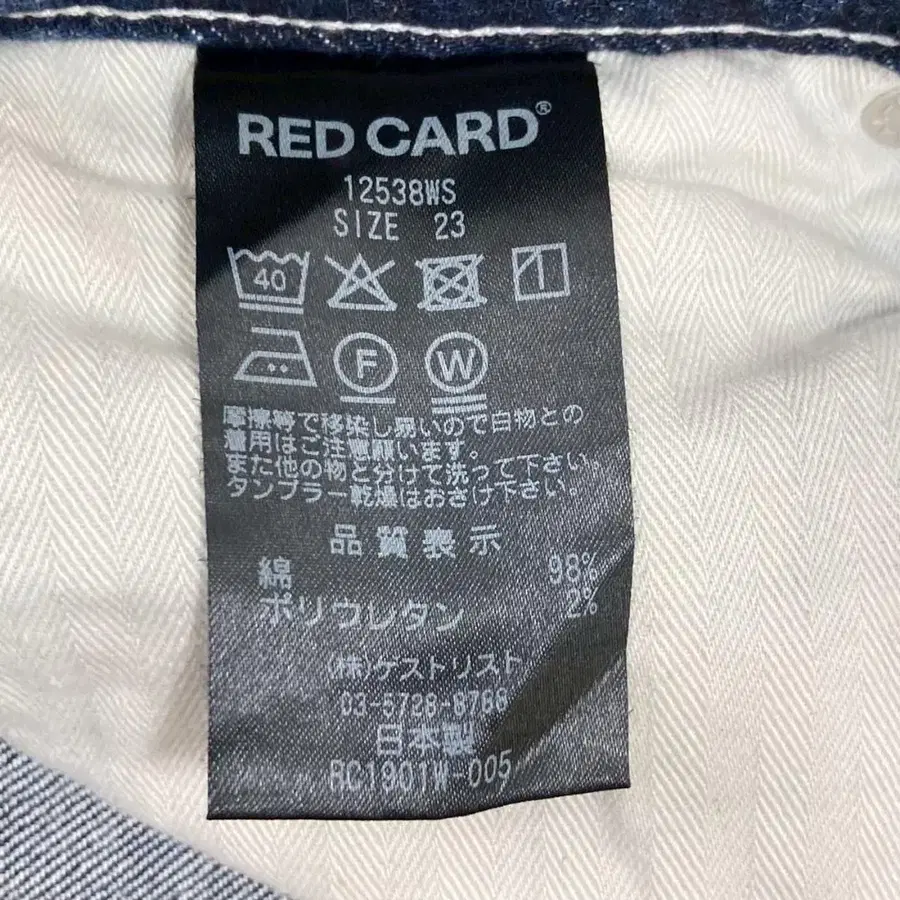 RED CARD®
12538WS
SIZE 23
40
F W
摩擦等で移染し易いので白物との
着用はご注意願います。
また他の物と分けて洗って下さい。
タンブラー乾燥はおさけ下さい。
品質表示
綿 98%
ポリウレタン 2%
(株)ゲストリスト
03-5728-8788
日本製
RC1901W-005